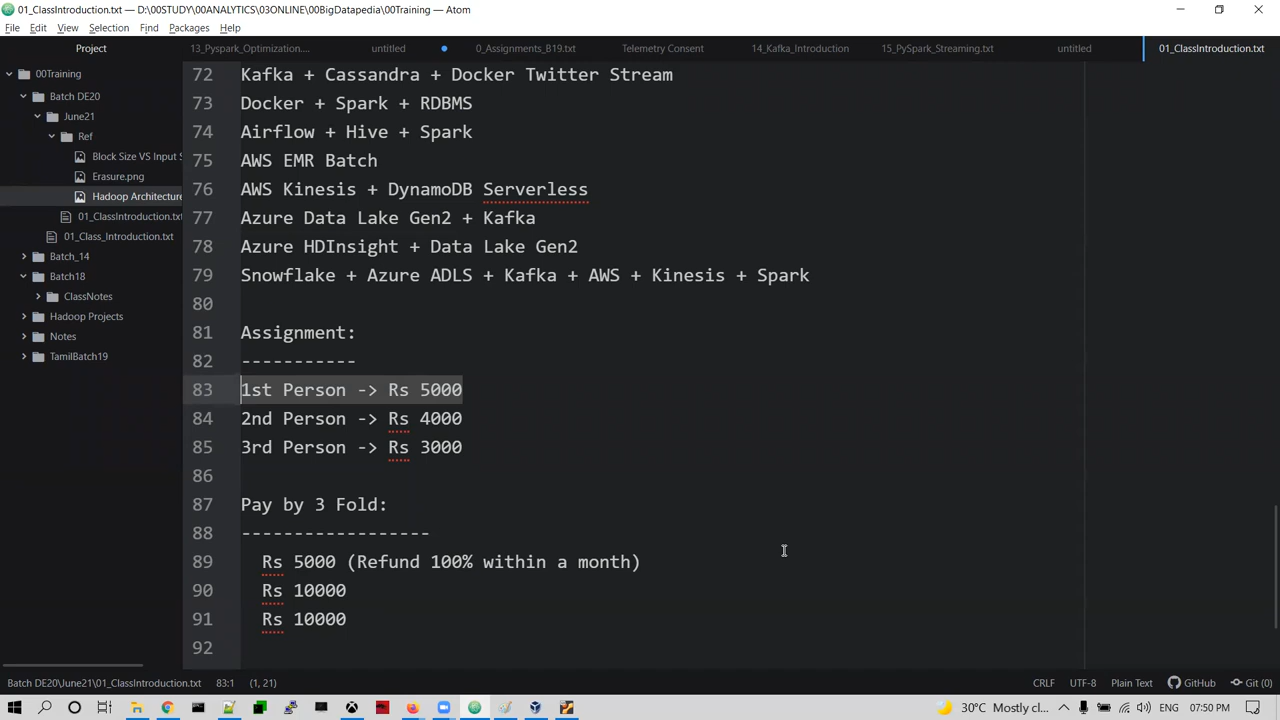 01_ClassIntroduction.txt — D:\00STUDY\00ANALYTICS\03ONLINE\00BigDatapedia\00Training — Atom
File Edit View Selection Find Packages Help
Project
13_Pyspark_Optimization.... untitled 0_Assignments_B19.txt Telemetry Consent 14_Kafka_Introduction 15_PySpark_Streaming.txt untitled 01_ClassIntroduction.txt
00Training
Batch DE20
June21
Ref
Block Size VS Input S
Erasure.png
Hadoop Architecture
01_ClassIntroduction.txt
01_Class_Introduction.txt
Batch_14
Batch18
ClassNotes
Hadoop Projects
Notes
TamilBatch19
72 Kafka + Cassandra + Docker Twitter Stream
73 Docker + Spark + RDBMS
74 Airflow + Hive + Spark
75 AWS EMR Batch
76 AWS Kinesis + DynamoDB Serverless
77 Azure Data Lake Gen2 + Kafka
78 Azure HDInsight + Data Lake Gen2
79 Snowflake + Azure ADLS + Kafka + AWS + Kinesis + Spark
80
81 Assignment:
82 -----------
83 1st Person -> Rs 5000
84 2nd Person -> Rs 4000
85 3rd Person -> Rs 3000
86
87 Pay by 3 Fold:
88 ------------------
89 Rs 5000 (Refund 100% within a month)
90 Rs 10000
91 Rs 10000
92
Batch DE20\June21\01_ClassIntroduction.txt 83:1 (1, 21) CRLF UTF-8 Plain Text GitHub Git (0)
30°C Mostly cl... ENG 07:50 PM